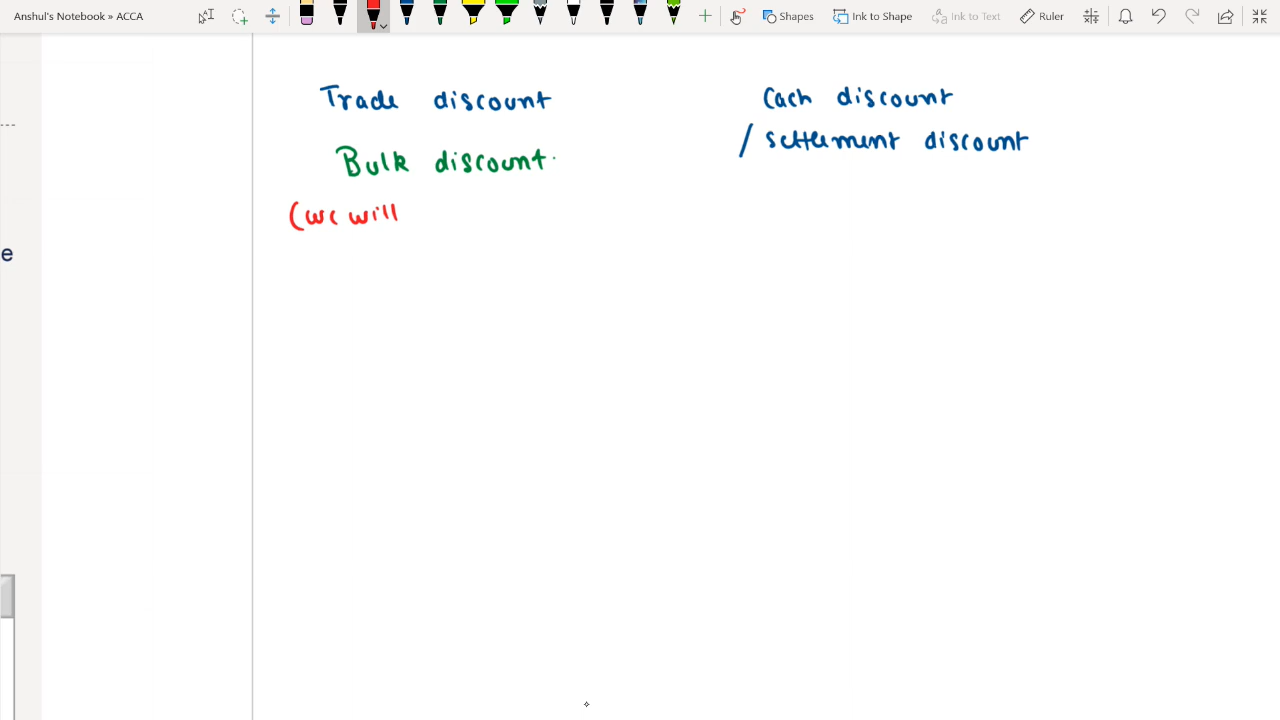 Anshul's Notebook » ACCA
Shapes
Ink to Shape
Ink to Text
Ruler
Trade discount
Cash discount
/ settlement discount
Bulk discount.
(we will
e